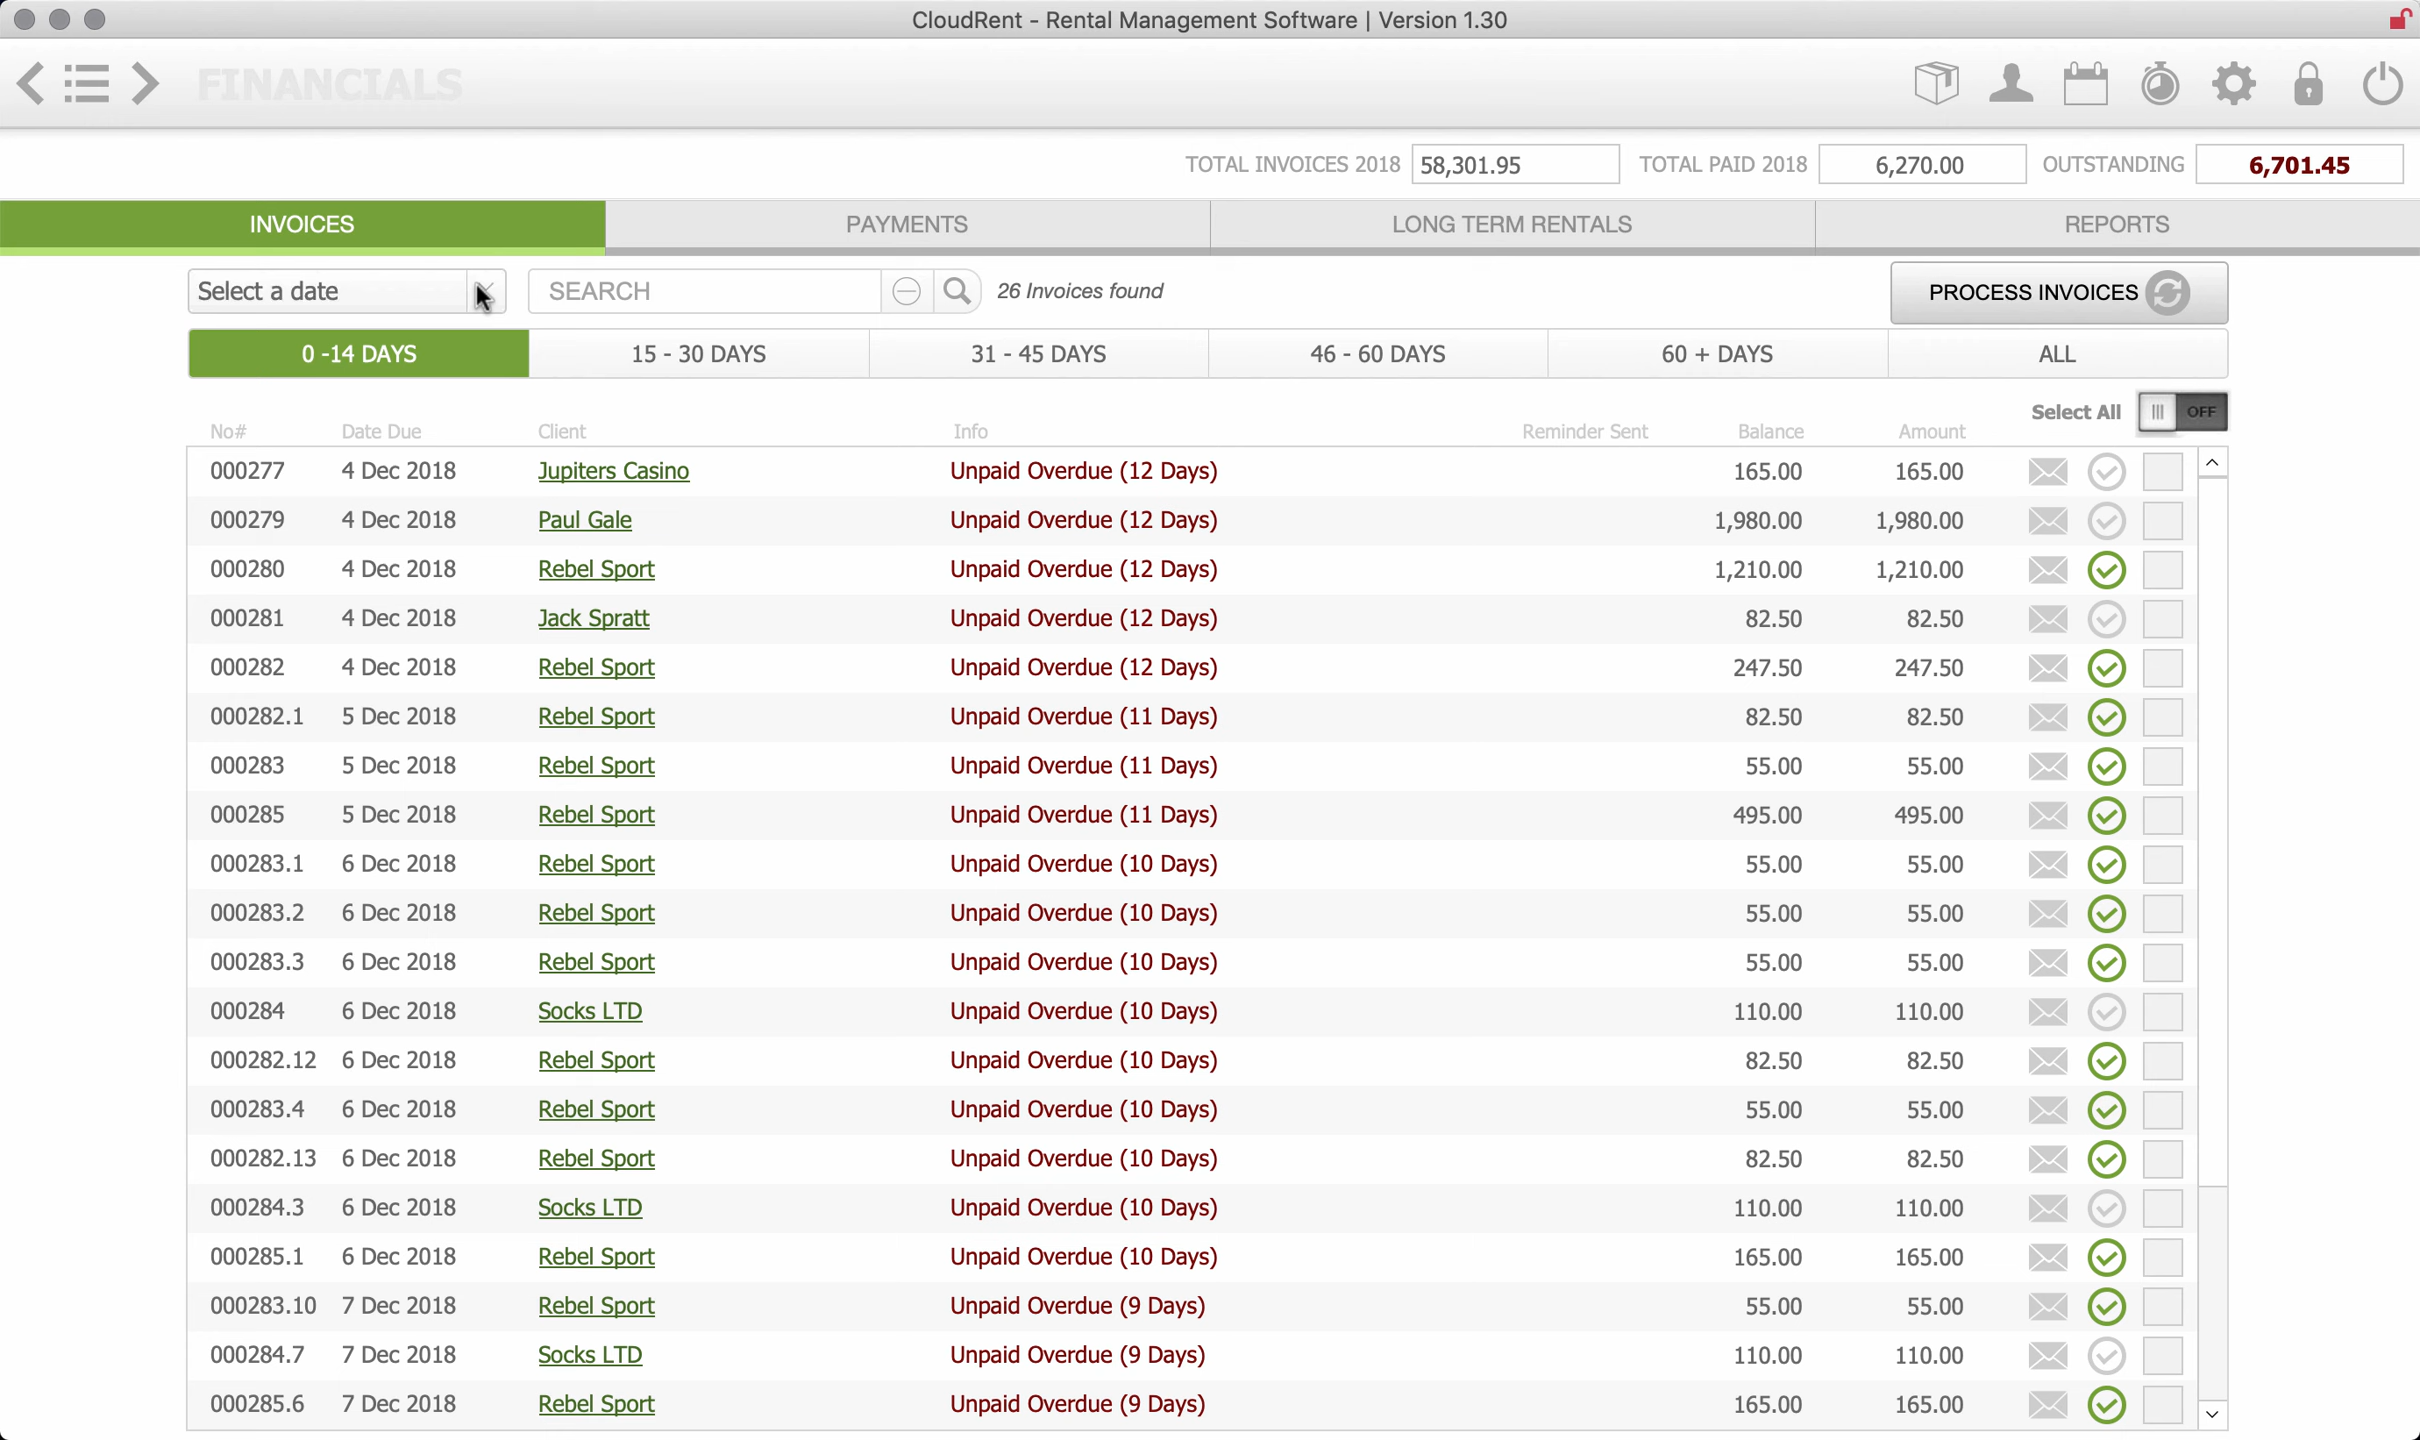 CloudRent - Rental Management Software | Version 1.30
FINANCIALS
TOTAL INVOICES 2018 58,301.95 TOTAL PAID 2018 6,270.00 OUTSTANDING 6,701.45
INVOICES PAYMENTS LONG TERM RENTALS REPORTS
Select a date SEARCH 26 Invoices found PROCESS INVOICES
0 -14 DAYS 15 - 30 DAYS 31 - 45 DAYS 46 - 60 DAYS 60 + DAYS ALL
Select All OFF
No# Date Due Client Info Reminder Sent Balance Amount
000277 4 Dec 2018 Jupiters Casino Unpaid Overdue (12 Days) 165.00 165.00
000279 4 Dec 2018 Paul Gale Unpaid Overdue (12 Days) 1,980.00 1,980.00
000280 4 Dec 2018 Rebel Sport Unpaid Overdue (12 Days) 1,210.00 1,210.00
000281 4 Dec 2018 Jack Spratt Unpaid Overdue (12 Days) 82.50 82.50
000282 4 Dec 2018 Rebel Sport Unpaid Overdue (12 Days) 247.50 247.50
000282.1 5 Dec 2018 Rebel Sport Unpaid Overdue (11 Days) 82.50 82.50
000283 5 Dec 2018 Rebel Sport Unpaid Overdue (11 Days) 55.00 55.00
000285 5 Dec 2018 Rebel Sport Unpaid Overdue (11 Days) 495.00 495.00
000283.1 6 Dec 2018 Rebel Sport Unpaid Overdue (10 Days) 55.00 55.00
000283.2 6 Dec 2018 Rebel Sport Unpaid Overdue (10 Days) 55.00 55.00
000283.3 6 Dec 2018 Rebel Sport Unpaid Overdue (10 Days) 55.00 55.00
000284 6 Dec 2018 Socks LTD Unpaid Overdue (10 Days) 110.00 110.00
000282.12 6 Dec 2018 Rebel Sport Unpaid Overdue (10 Days) 82.50 82.50
000283.4 6 Dec 2018 Rebel Sport Unpaid Overdue (10 Days) 55.00 55.00
000282.13 6 Dec 2018 Rebel Sport Unpaid Overdue (10 Days) 82.50 82.50
000284.3 6 Dec 2018 Socks LTD Unpaid Overdue (10 Days) 110.00 110.00
000285.1 6 Dec 2018 Rebel Sport Unpaid Overdue (10 Days) 165.00 165.00
000283.10 7 Dec 2018 Rebel Sport Unpaid Overdue (9 Days) 55.00 55.00
000284.7 7 Dec 2018 Socks LTD Unpaid Overdue (9 Days) 110.00 110.00
000285.6 7 Dec 2018 Rebel Sport Unpaid Overdue (9 Days) 165.00 165.00